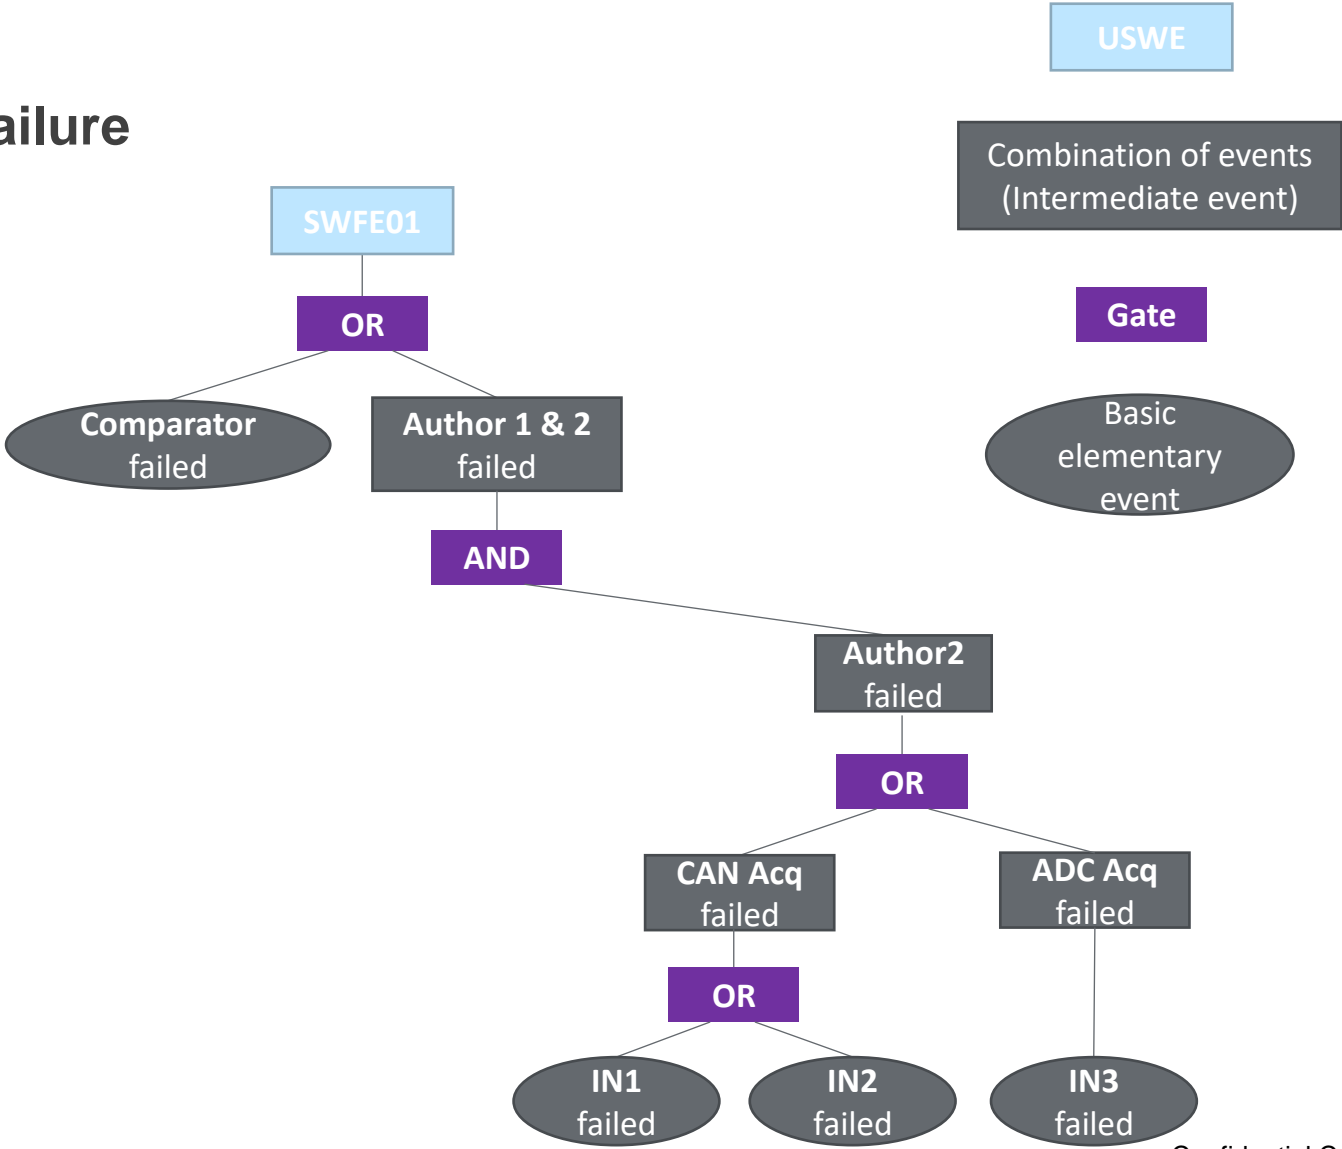 USWE
ailure
Combination of events
(Intermediate event)
SWFE01
OR
Gate
Comparator
failed
Author 1 & 2
failed
Basic
elementary
event
AND
Author2
failed
OR
CAN Acq
failed
ADC Acq
failed
OR
IN1
failed
IN2
failed
IN3
failed